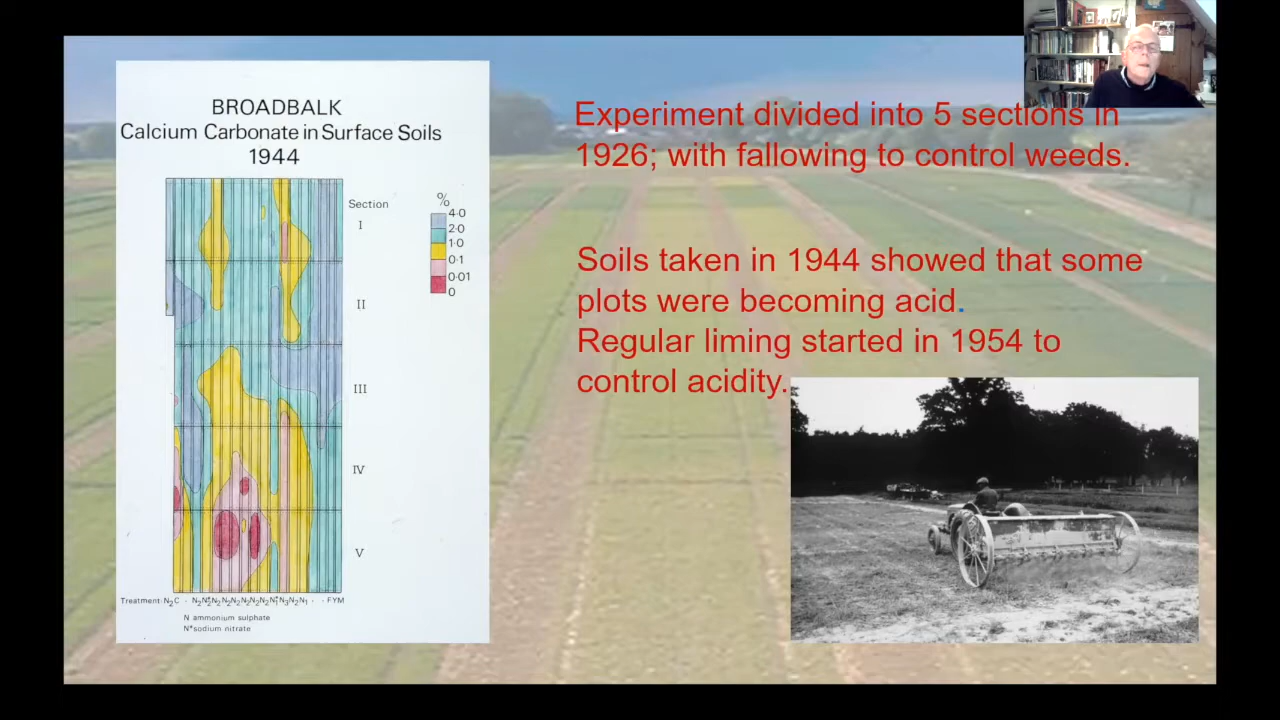 BROADBALK
Calcium Carbonate in Surface Soils
1944
Section
I
II
III
IV
V
%
4·0
2·0
1·0
0·1
0·01
0
FYM
N ammonium sulphate
N*sodium nitrate
Experiment divided into 5 sections in
1926; with fallowing to control weeds.
Soils taken in 1944 showed that some
plots were becoming acid.
Regular liming started in 1954 to
control acidity.